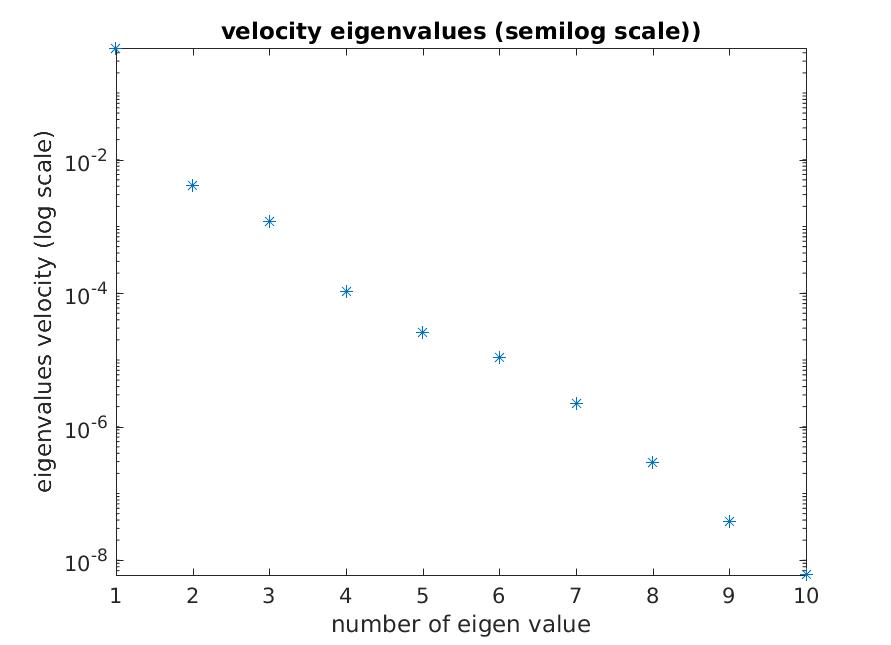 velocity eigenvalues (semilog scale))
eigenvalues velocity (log scale)
10^-2
10^-4
10^-6
10^-8
1 2 3 4 5 6 7 8 9 10
number of eigen value